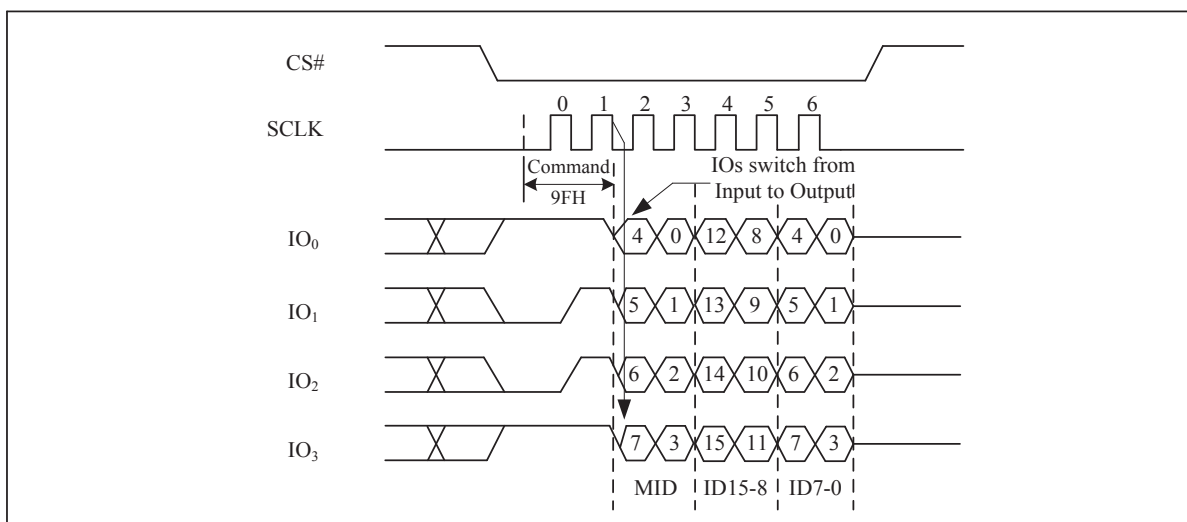 CS#
0 1 2 3 4 5 6
SCLK
Command
9FH
IOs switch from
Input to Output
IO₀ 4 0 12 8 4 0
IO₁ 5 1 13 9 5 1
IO₂ 6 2 14 10 6 2
IO₃ 7 3 15 11 7 3
MID ID15-8 ID7-0